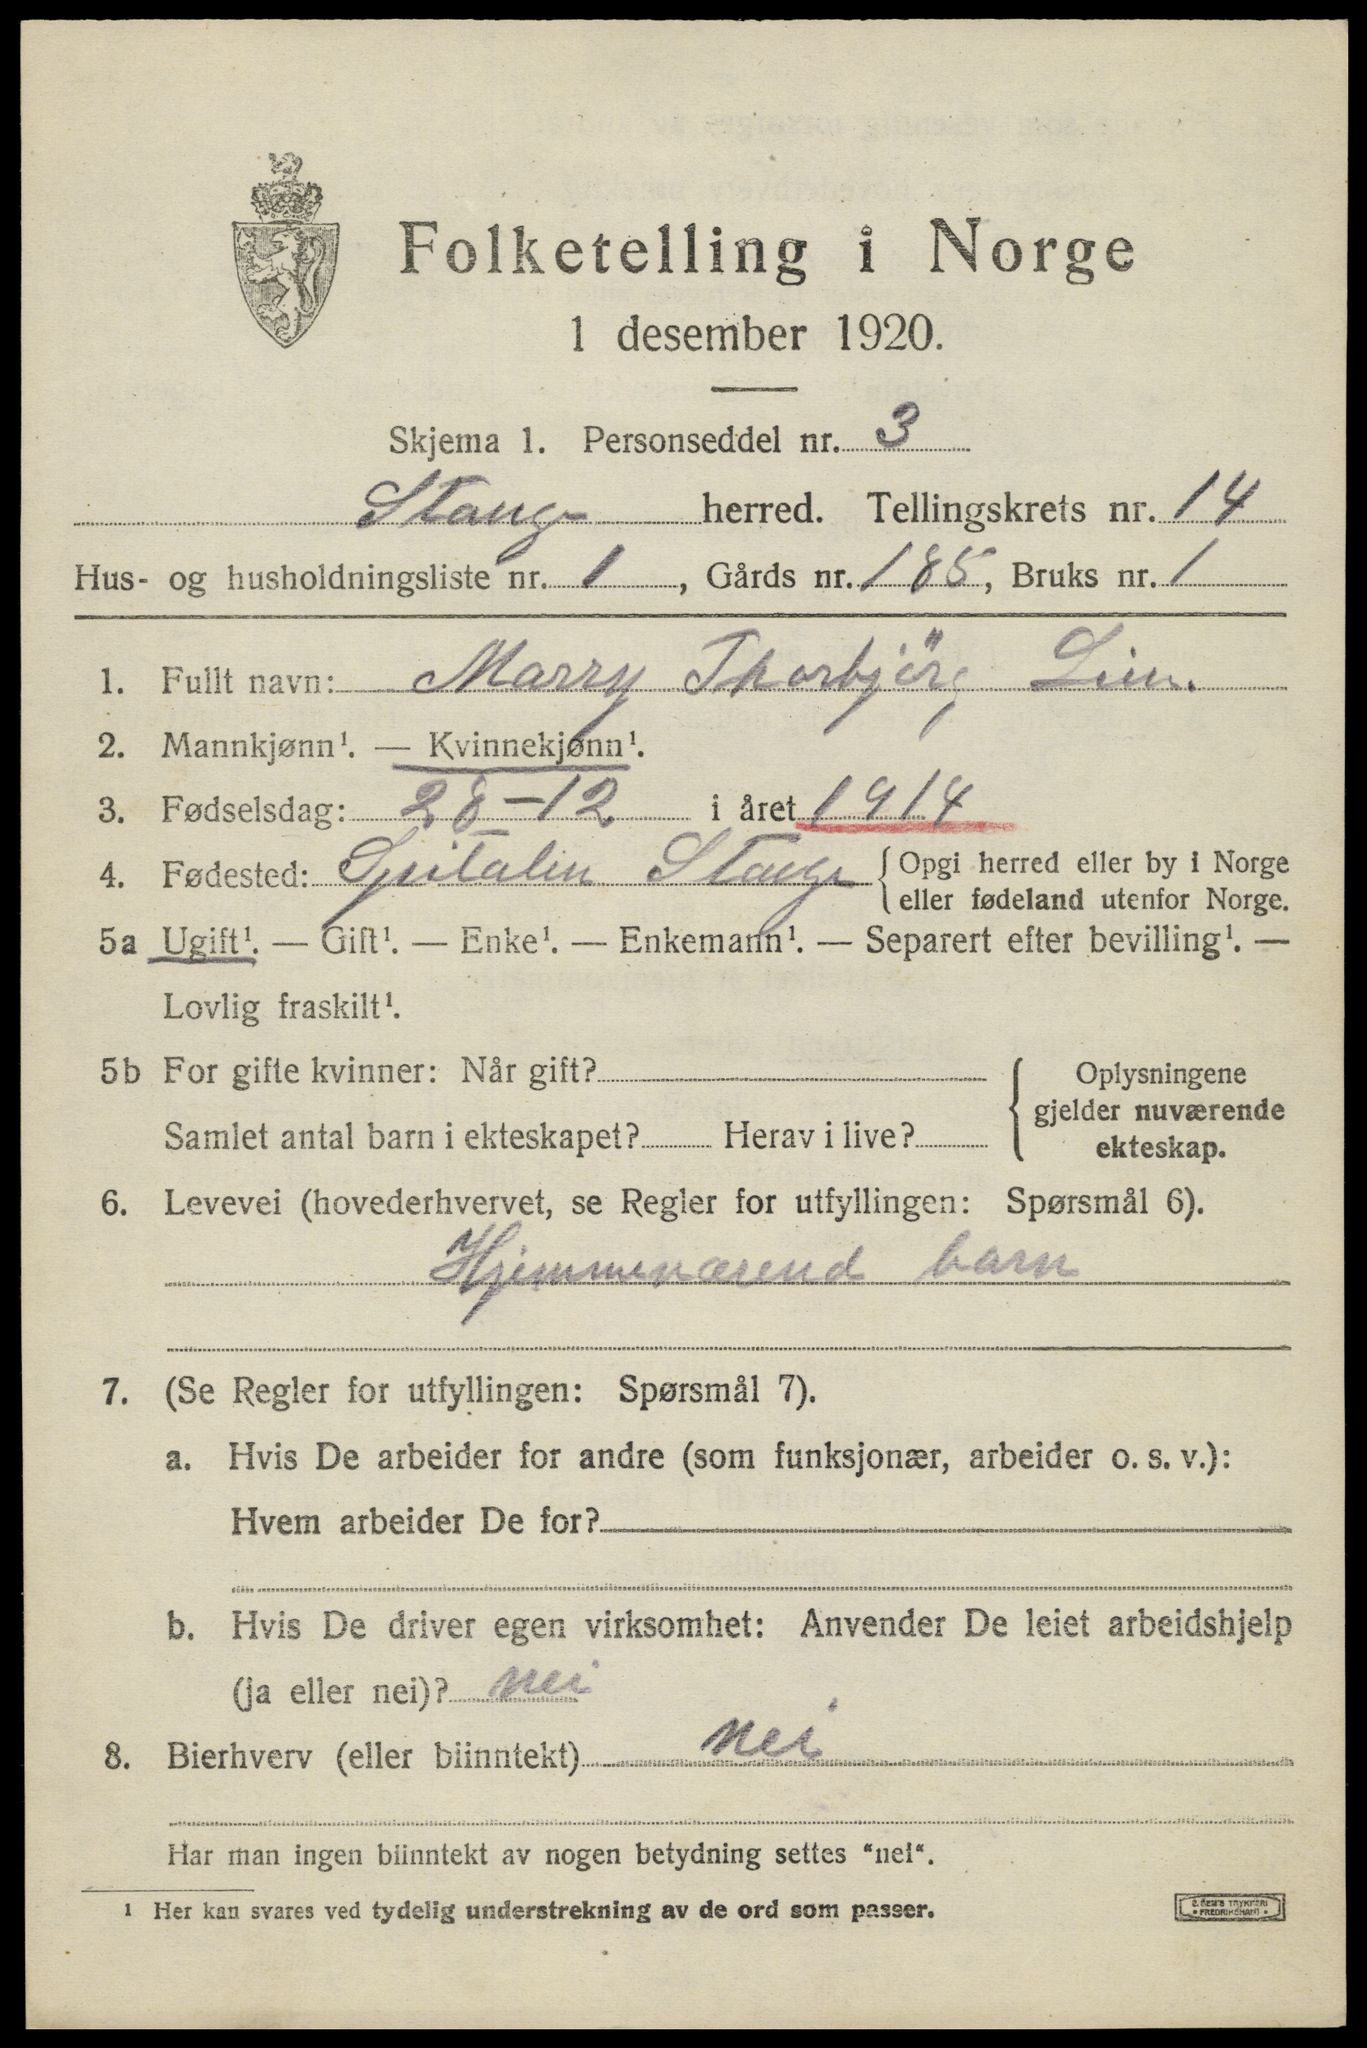 Folketelling i Norge
1 desember 1920.
Skjema 1. Personseddel nr. 3
Stange herred. Tellingskrets nr. 14
Hus- og husholdningsliste nr. 1, Gårds nr. 185, Bruks nr. 1
1. Fullt navn: Marry Thorbjörg Lien.
2. Mannkjønn¹. — Kvinnekjønn¹.
3. Fødselsdag: 28-12 i året 1914
4. Fødested: Spitalen Stange { Opgi herred eller by i Norge
eller fødeland utenfor Norge.
5a Ugift¹. — Gift¹. — Enke¹. — Enkemann¹. — Separert efter bevilling¹. —
Lovlig fraskilt¹.
5b For gifte kvinner: Når gift?
Samlet antal barn i ekteskapet? Herav i live?
{ Oplysningene
gjelder nuværende
ekteskap.
6. Levevei (hovederhvervet, se Regler for utfyllingen: Spørsmål 6).
Hjemmeværend barn
7. (Se Regler for utfyllingen: Spørsmål 7).
a. Hvis De arbeider for andre (som funksjonær, arbeider o. s. v.):
Hvem arbeider De for?
b. Hvis De driver egen virksomhet: Anvender De leiet arbeidshjelp
(ja eller nei)? nei
8. Bierhverv (eller biinntekt) nei
Har man ingen biinntekt av nogen betydning settes "nei".
¹ Her kan svares ved tydelig understrekning av de ord som passer.